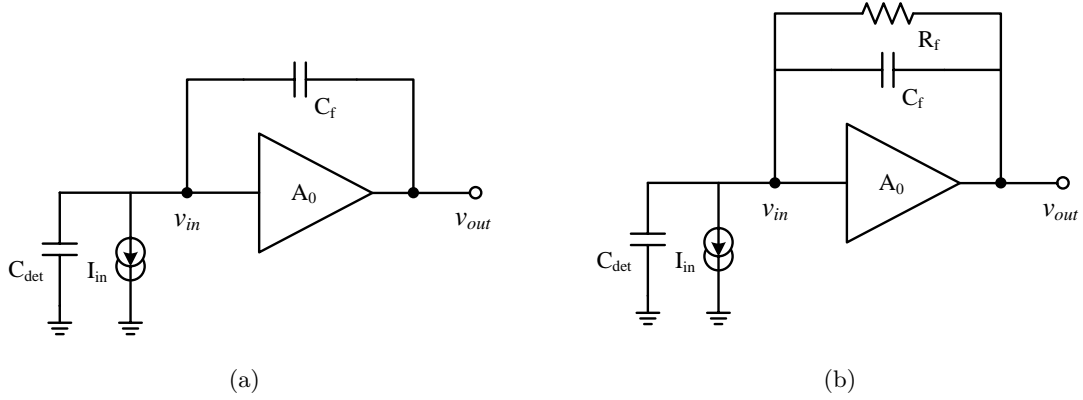 C_f
A_0
v_in
v_out
C_det
I_in
(a)
R_f
C_f
A_0
v_in
v_out
C_det
I_in
(b)